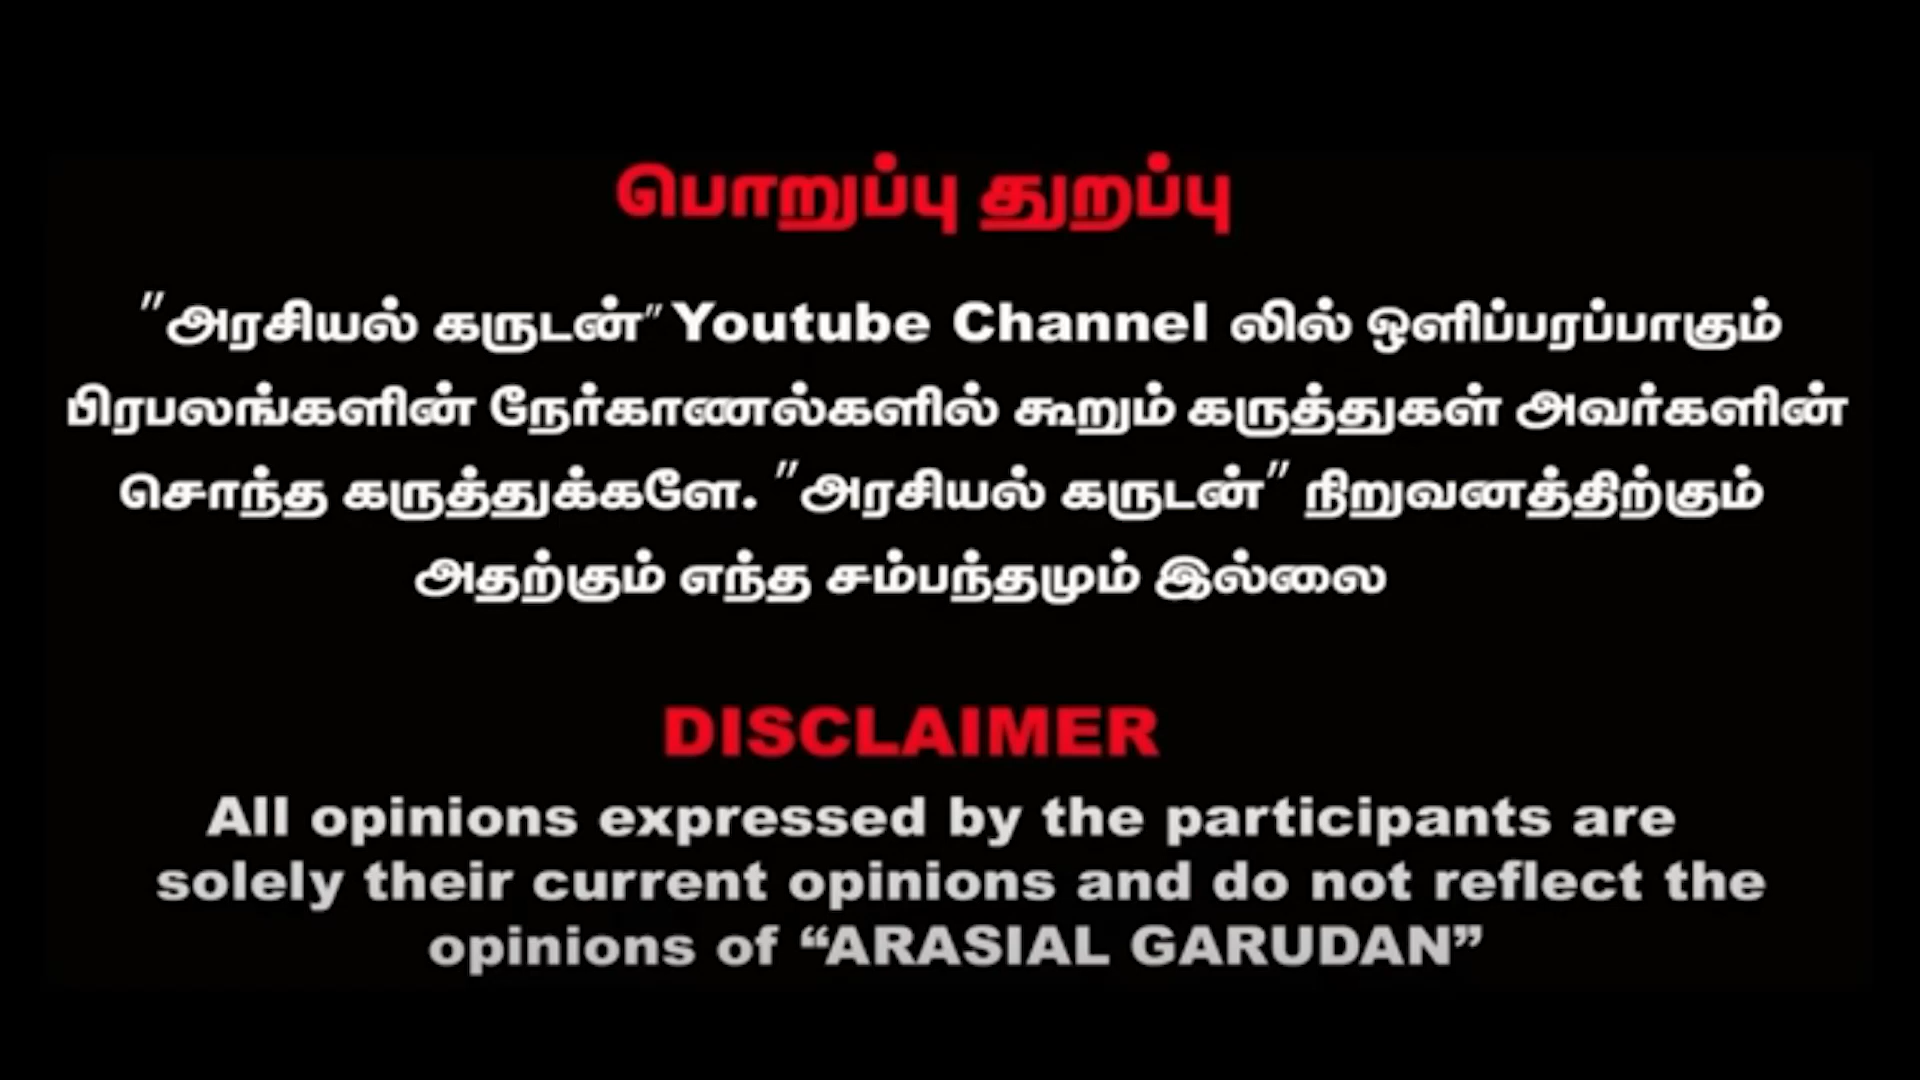 பொறுப்பு துறப்பு
"அரசியல் கருடன்" Youtube Channel லில் ஒளிப்பரப்பாகும்
பிரபலங்களின் நேர்காணல்களில் கூறும் கருத்துகள் அவர்களின்
சொந்த கருத்துக்களே. "அரசியல் கருடன்" நிறுவனத்திற்கும்
அதற்கும் எந்த சம்பந்தமும் இல்லை
DISCLAIMER
All opinions expressed by the participants are
solely their current opinions and do not reflect the
opinions of “ARASIAL GARUDAN”